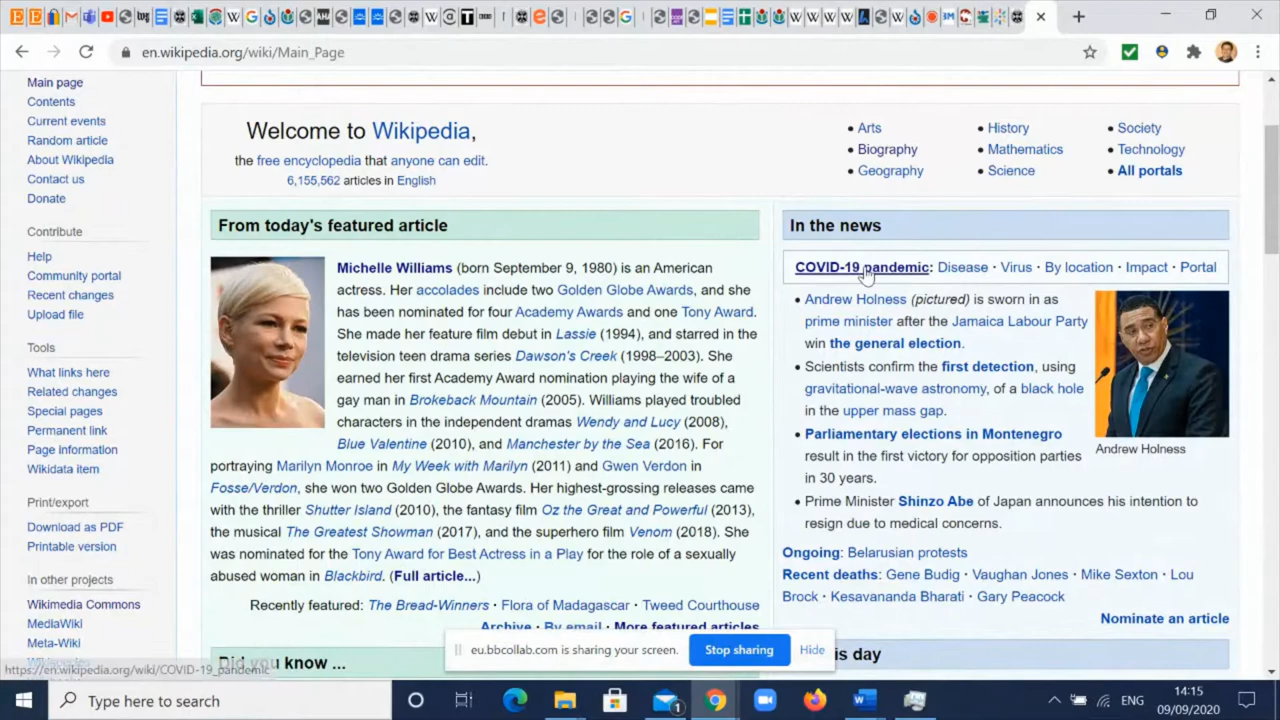 en.wikipedia.org/wiki/Main_Page
Main page
Contents
Current events
Random article
About Wikipedia
Contact us
Donate
Contribute
Help
Community portal
Recent changes
Upload file
Tools
What links here
Related changes
Special pages
Permanent link
Page information
Wikidata item
Print/export
Download as PDF
Printable version
In other projects
Wikimedia Commons
MediaWiki
Meta-Wiki
https://en.wikipedia.org/wiki/COVID-19_pandemic
Welcome to Wikipedia,
the free encyclopedia that anyone can edit.
6,155,562 articles in English
• Arts
• Biography
• Geography
• History
• Mathematics
• Science
• Society
• Technology
• All portals
From today's featured article
Michelle Williams (born September 9, 1980) is an American
actress. Her accolades include two Golden Globe Awards, and she
has been nominated for four Academy Awards and one Tony Award.
She made her feature film debut in Lassie (1994), and starred in the
television teen drama series Dawson's Creek (1998–2003). She
earned her first Academy Award nomination playing the wife of a
gay man in Brokeback Mountain (2005). Williams played troubled
characters in the independent dramas Wendy and Lucy (2008),
Blue Valentine (2010), and Manchester by the Sea (2016). For
portraying Marilyn Monroe in My Week with Marilyn (2011) and Gwen Verdon in
Fosse/Verdon, she won two Golden Globe Awards. Her highest-grossing releases came
with the thriller Shutter Island (2010), the fantasy film Oz the Great and Powerful (2013),
the musical The Greatest Showman (2017), and the superhero film Venom (2018). She
was nominated for the Tony Award for Best Actress in a Play for the role of a sexually
abused woman in Blackbird. (Full article...)
Recently featured: The Bread-Winners · Flora of Madagascar · Tweed Courthouse
Archive · By email · More featured articles
Did you know ...
In the news
COVID-19 pandemic: Disease · Virus · By location · Impact · Portal
• Andrew Holness (pictured) is sworn in as
prime minister after the Jamaica Labour Party
win the general election.
• Scientists confirm the first detection, using
gravitational-wave astronomy, of a black hole
in the upper mass gap.
• Parliamentary elections in Montenegro
result in the first victory for opposition parties
in 30 years.
• Prime Minister Shinzo Abe of Japan announces his intention to
resign due to medical concerns.
Andrew Holness
Ongoing: Belarusian protests
Recent deaths: Gene Budig · Vaughan Jones · Mike Sexton · Lou
Brock · Kesavananda Bharati · Gary Peacock
Nominate an article
is day
eu.bbcollab.com is sharing your screen.
Stop sharing
Hide
Type here to search
1
ENG
14:15
09/09/2020